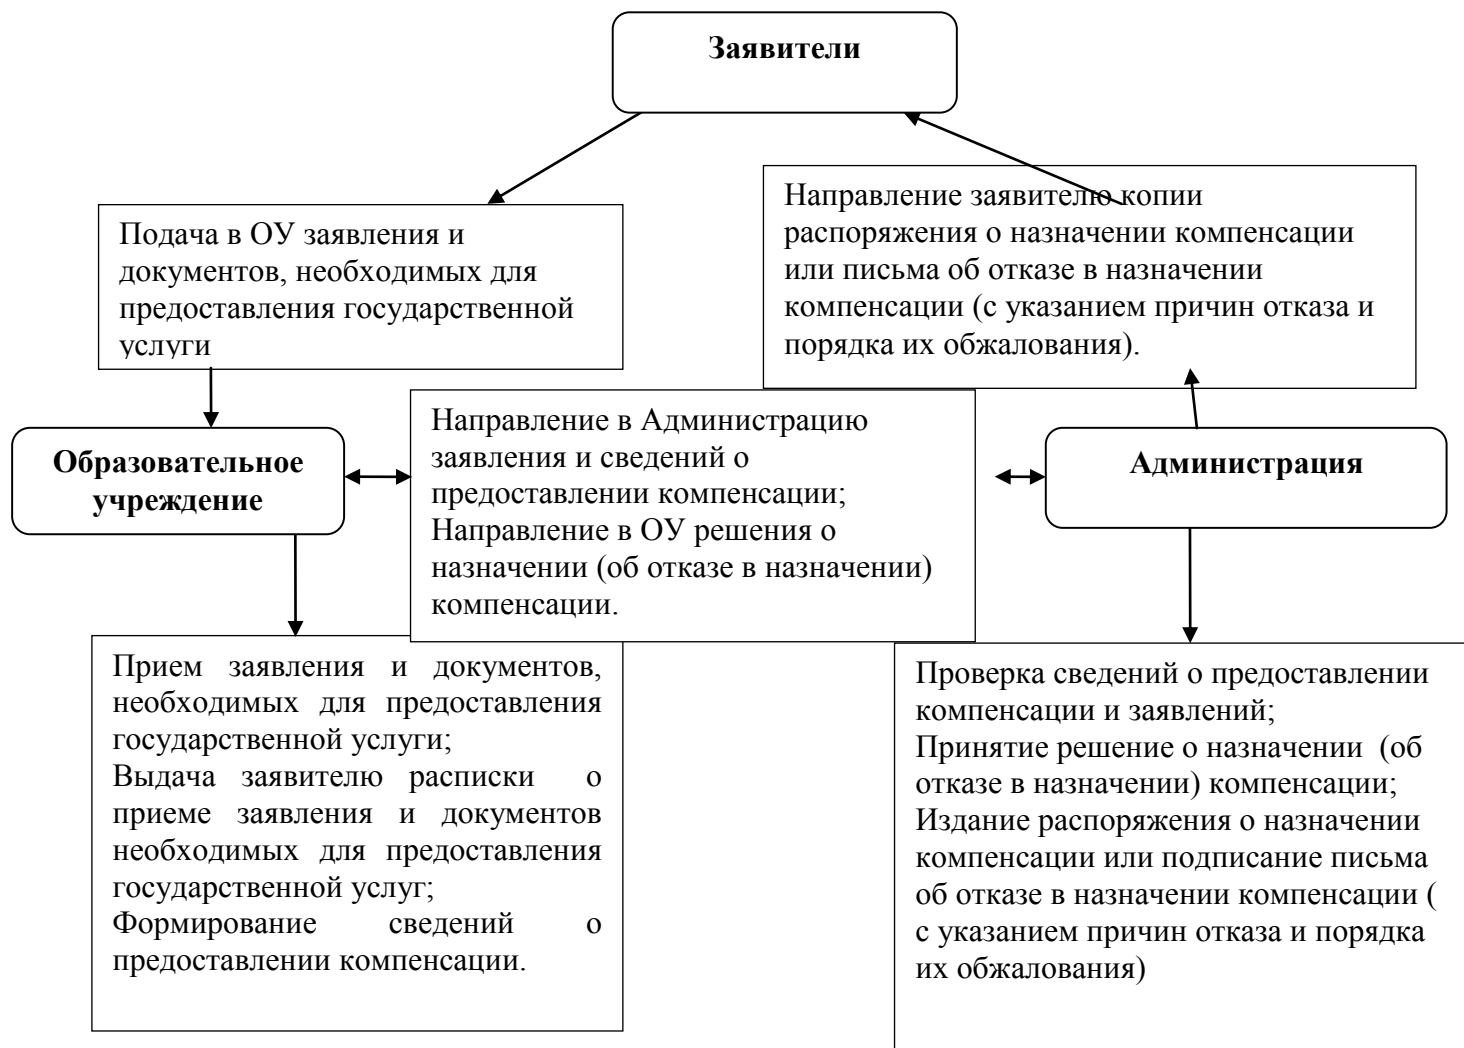 Заявители
Подача в ОУ заявления и
документов, необходимых для
предоставления государственной
услуги
Направление заявителю копии
распоряжения о назначении компенсации
или письма об отказе в назначении
компенсации (с указанием причин отказа и
порядка их обжалования).
Образовательное
учреждение
Направление в Администрацию
заявления и сведений о
предоставлении компенсации;
Направление в ОУ решения о
назначении (об отказе в назначении)
компенсации.
Администрация
Прием заявления и документов,
необходимых для предоставления
государственной услуги;
Выдача заявителю расписки о
приеме заявления и документов
необходимых для предоставления
государственной услуг;
Формирование сведений о
предоставлении компенсации.
Проверка сведений о предоставлении
компенсации и заявлений;
Принятие решение о назначении (об
отказе в назначении) компенсации;
Издание распоряжения о назначении
компенсации или подписание письма
об отказе в назначении компенсации (
с указанием причин отказа и порядка
их обжалования)